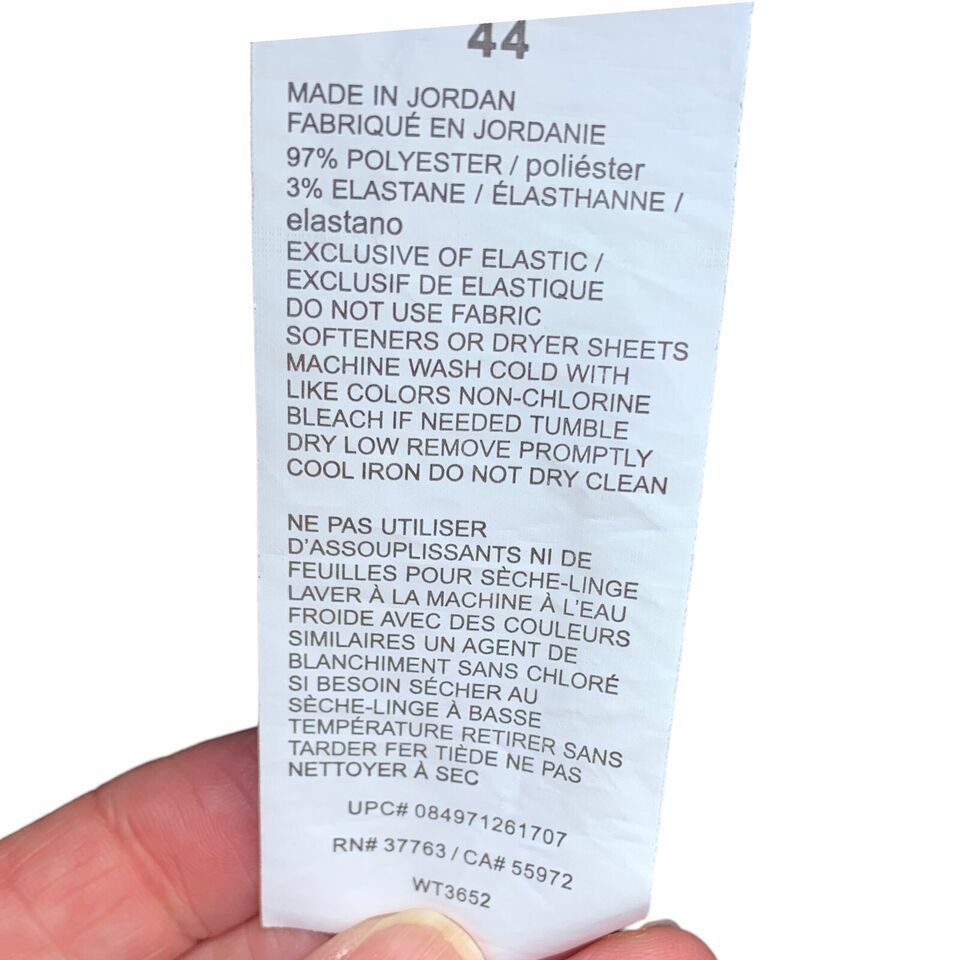 44
MADE IN JORDAN
FABRIQUÉ EN JORDANIE
97% POLYESTER / poliéster
3% ELASTANE / ÉLASTHANNE /
elastano
EXCLUSIVE OF ELASTIC /
EXCLUSIF DE ELASTIQUE
DO NOT USE FABRIC
SOFTENERS OR DRYER SHEETS
MACHINE WASH COLD WITH
LIKE COLORS NON-CHLORINE
BLEACH IF NEEDED TUMBLE
DRY LOW REMOVE PROMPTLY
COOL IRON DO NOT DRY CLEAN
NE PAS UTILISER
D'ASSOUPLISSANTS NI DE
FEUILLES POUR SÈCHE-LINGE
LAVER À LA MACHINE À L'EAU
FROIDE AVEC DES COULEURS
SIMILAIRES UN AGENT DE
BLANCHIMENT SANS CHLORÉ
SI BESOIN SÉCHER AU
SÈCHE-LINGE À BASSE
TEMPÉRATURE RETIRER SANS
TARDER FER TIÈDE NE PAS
NETTOYER À SEC
UPC# 084971261707
RN# 37763 / CA# 55972
WT3652